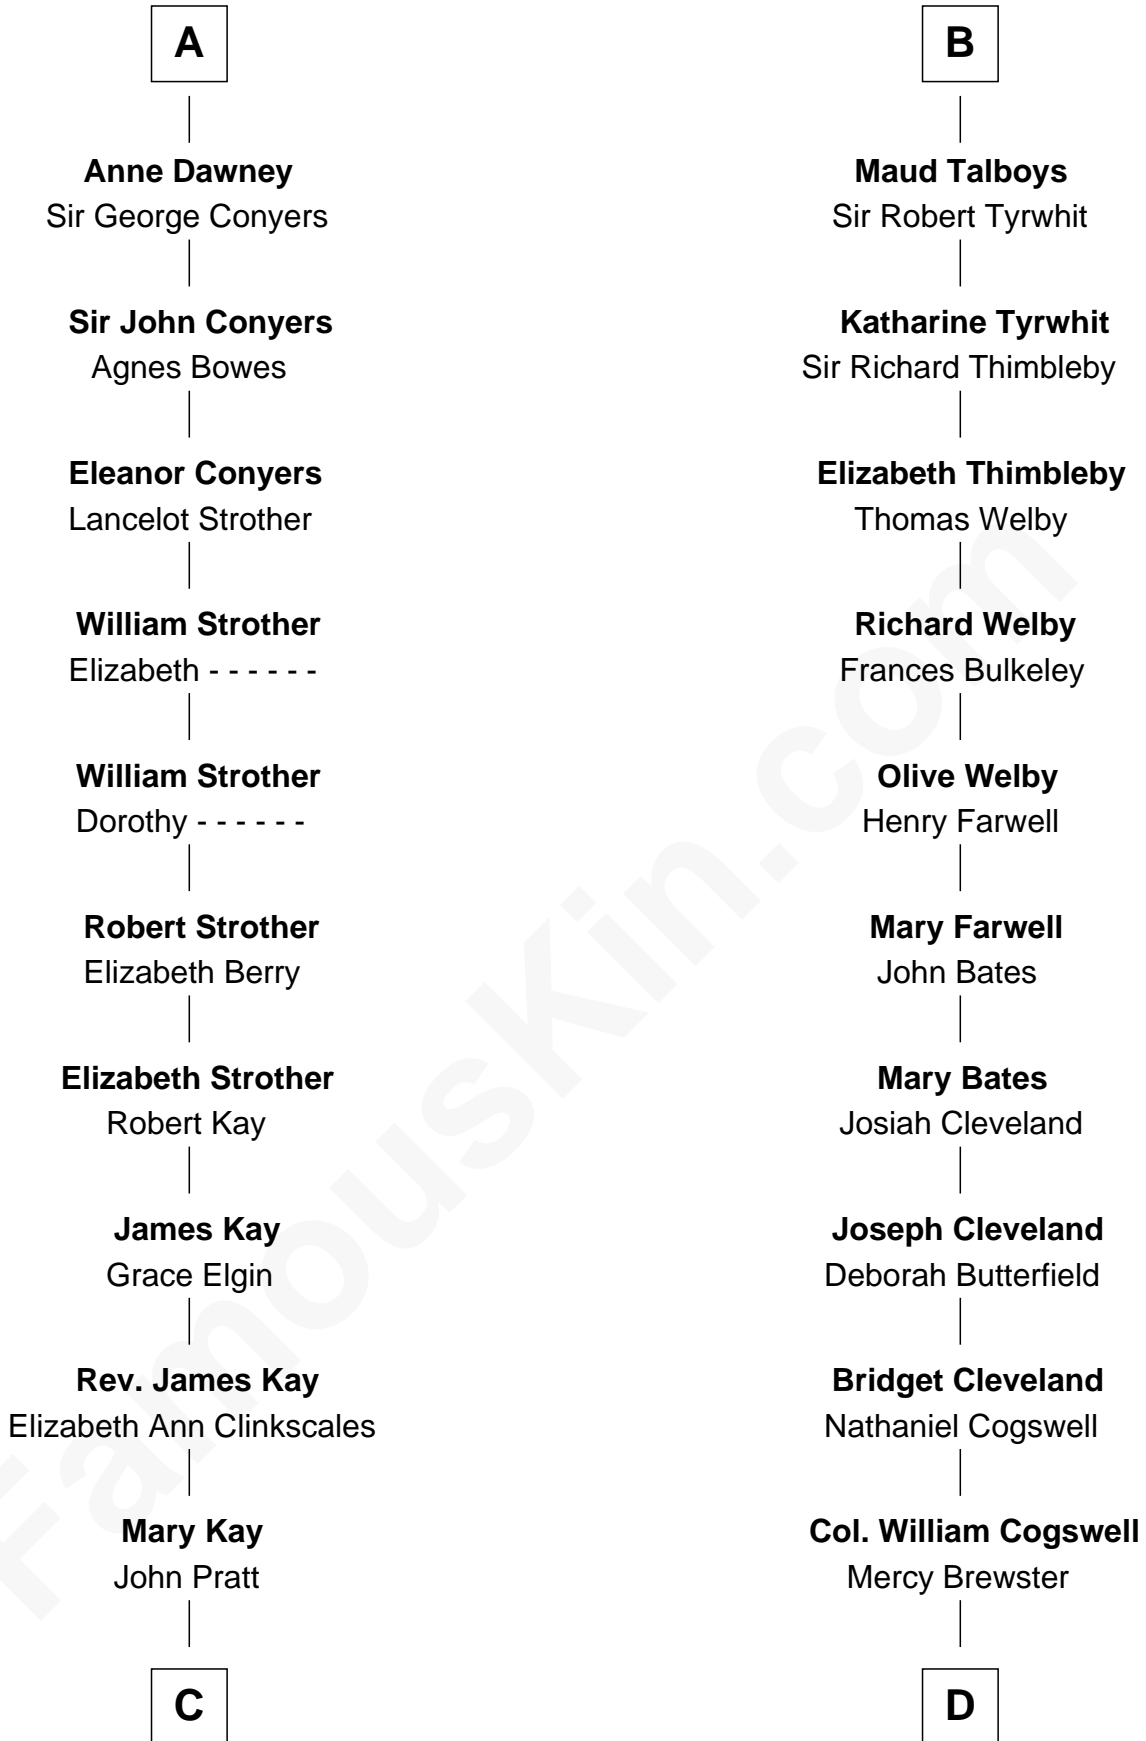 A
Anne Dawney
Sir George Conyers
Sir John Conyers
Agnes Bowes
Eleanor Conyers
Lancelot Strother
William Strother
Elizabeth - - - - - -
William Strother
Dorothy - - - - - -
Robert Strother
Elizabeth Berry
Elizabeth Strother
Robert Kay
James Kay
Grace Elgin
Rev. James Kay
Elizabeth Ann Clinkscales
Mary Kay
John Pratt
C
B
Maud Talboys
Sir Robert Tyrwhit
Katharine Tyrwhit
Sir Richard Thimbleby
Elizabeth Thimbleby
Thomas Welby
Richard Welby
Frances Bulkeley
Olive Welby
Henry Farwell
Mary Farwell
John Bates
Mary Bates
Josiah Cleveland
Joseph Cleveland
Deborah Butterfield
Bridget Cleveland
Nathaniel Cogswell
Col. William Cogswell
Mercy Brewster
D
FamousKin.com